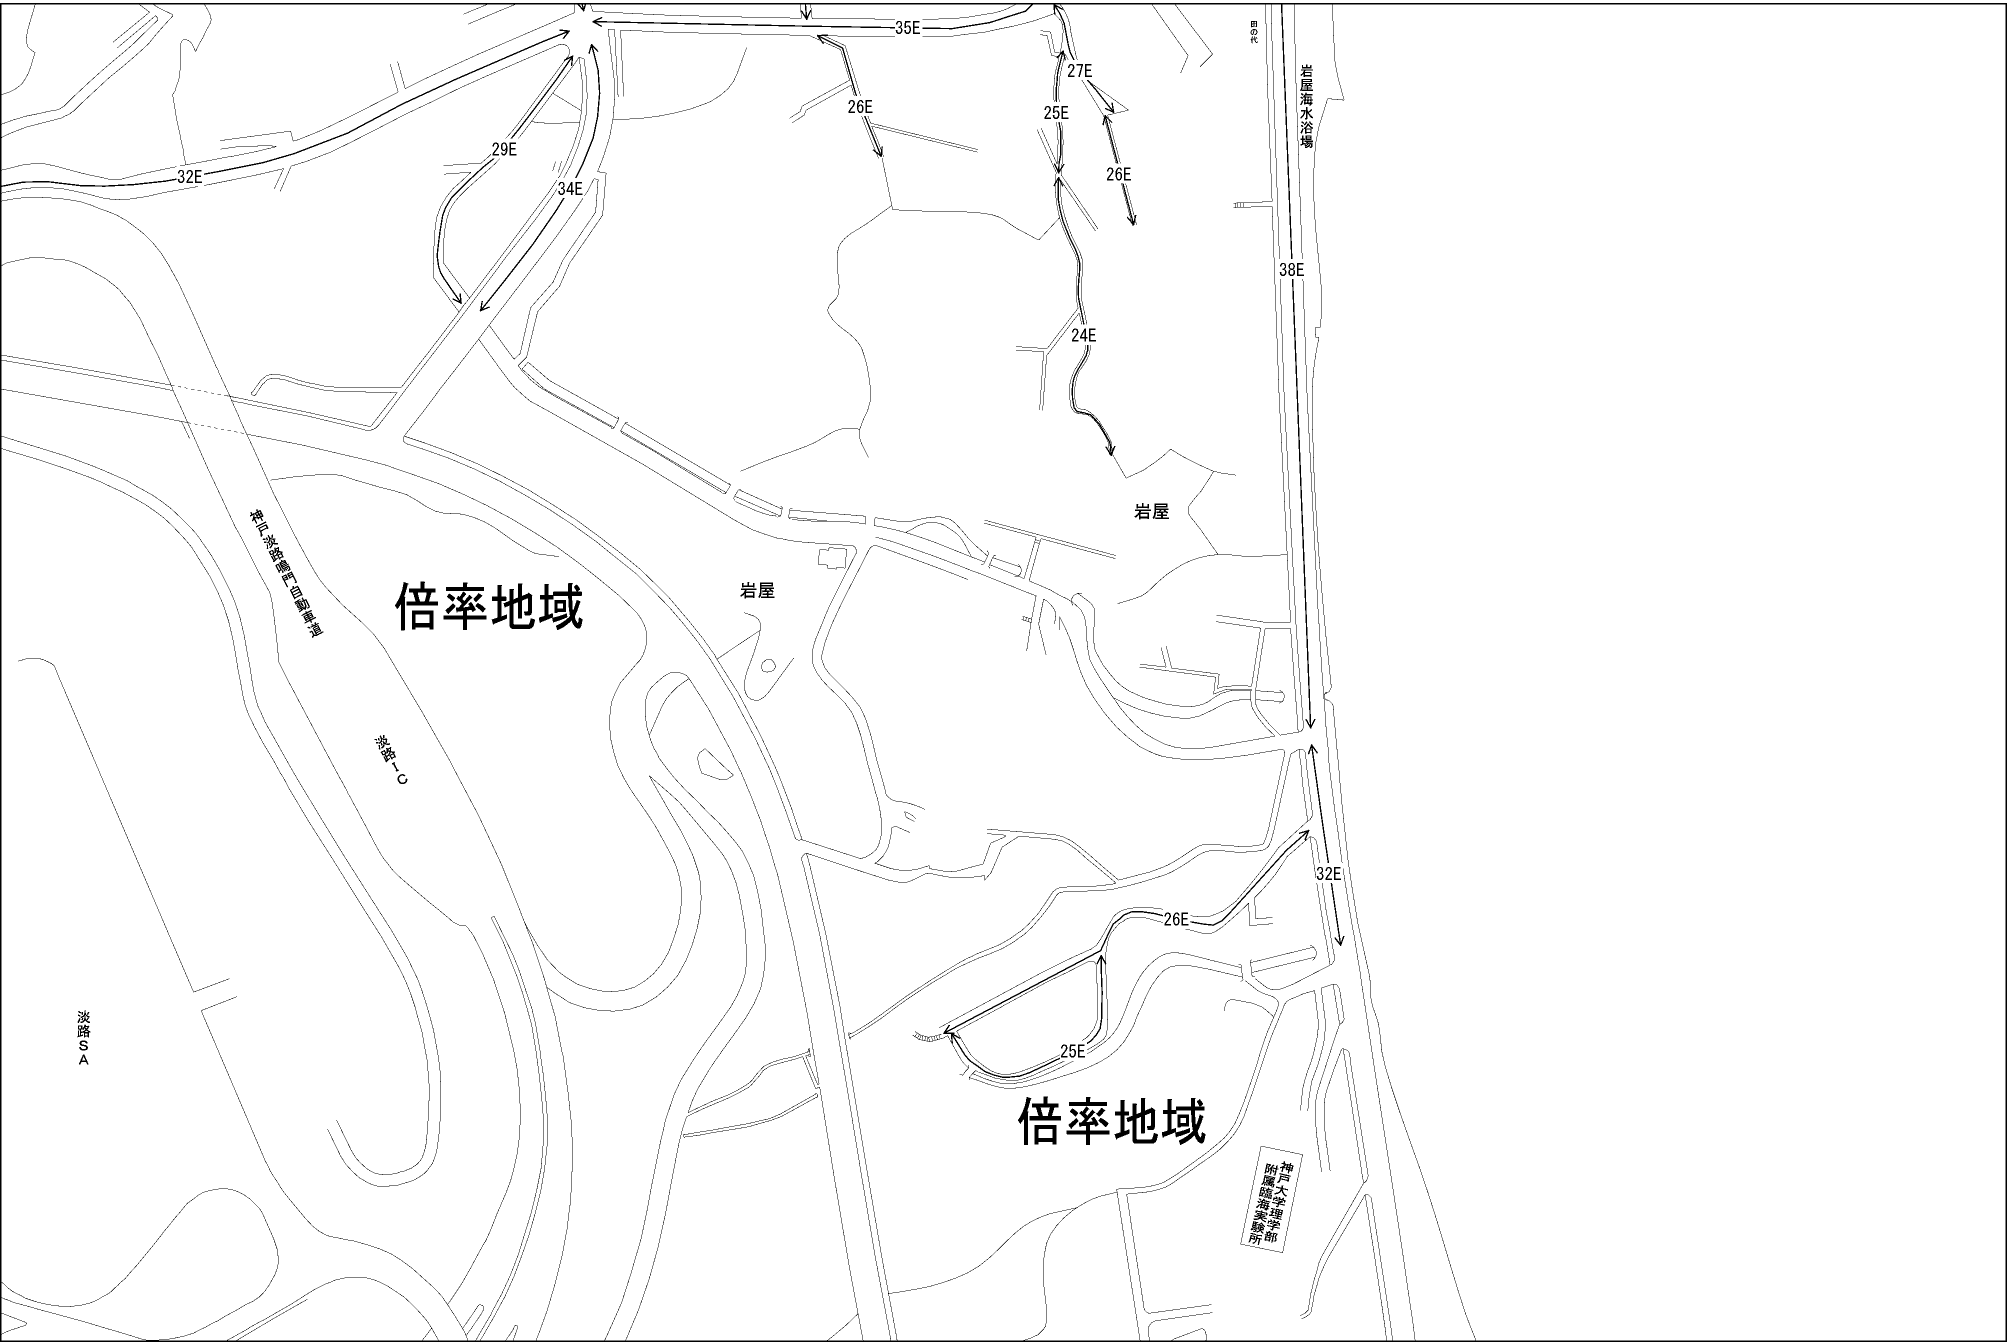 35E
田の代
27E
岩屋海水浴場
25E
26E
29E
32E
34E
26E
38E
24E
岩屋
神戸淡路鳴門自動車道
倍率地域
岩屋
淡路IC
32E
26E
淡路SA
25E
倍率地域
神戸大学理学部
附属臨海実験所